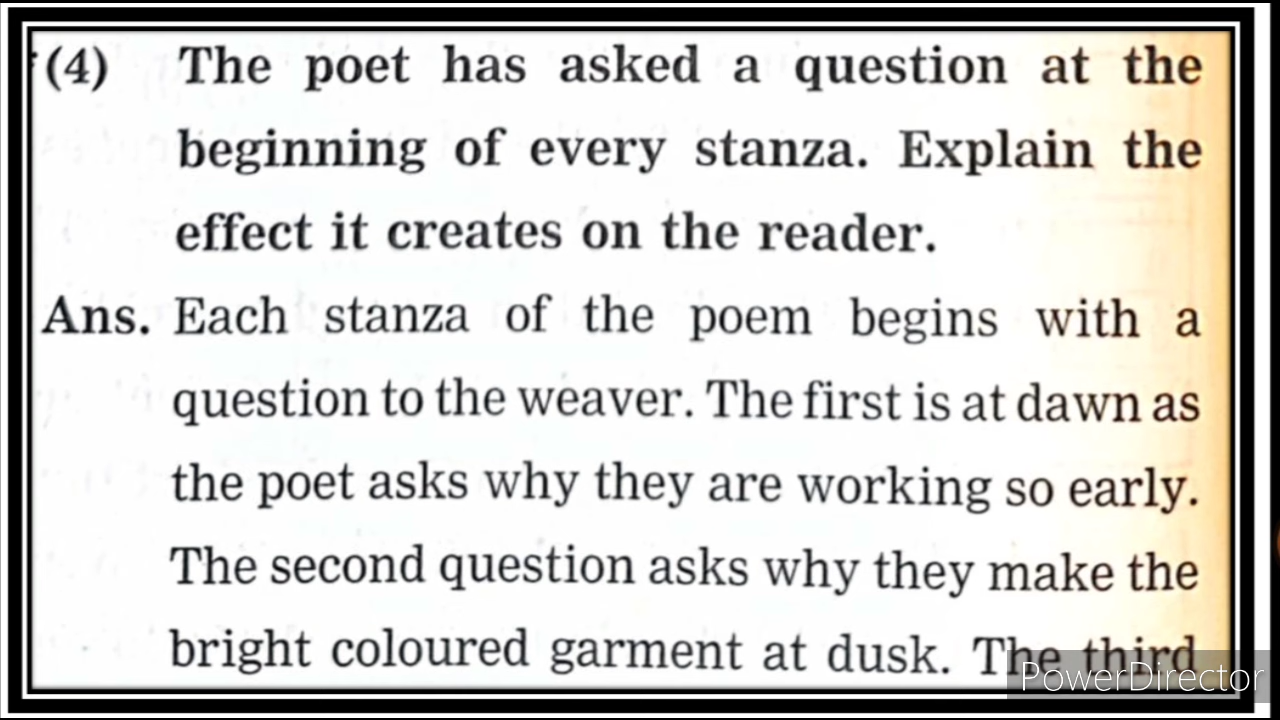 (4) The poet has asked a question at the
beginning of every stanza. Explain the
effect it creates on the reader.
Ans. Each stanza of the poem begins with a
question to the weaver. The first is at dawn as
the poet asks why they are working so early.
The second question asks why they make the
bright coloured garment at dusk. The third
PowerDirector